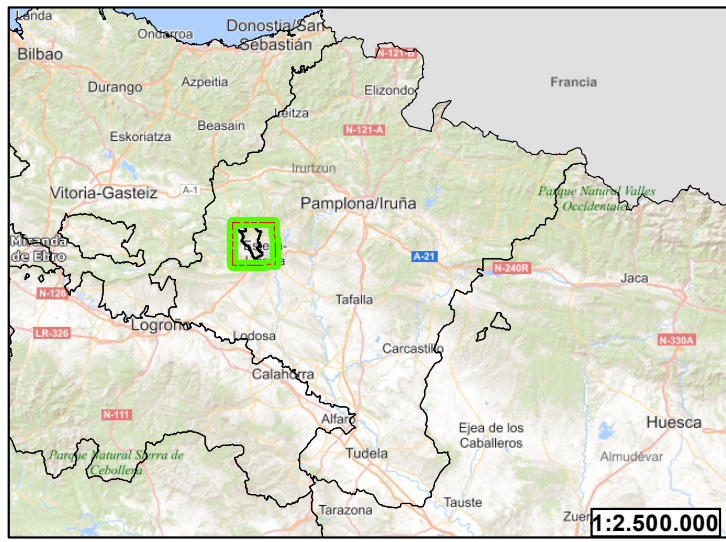 Landa
Ondarroa
Donostia/San
Sebastián
Bilbao
N-121-B
Francia
Durango
Azpeitia
Elizondo
Leitza
Beasain
N-121-A
Eskoriatza
Irurtzun
Vitoria-Gasteiz
A-1
Parque Natural Valles
Occidentales
Pamplona/Iruña
Miranda
de Ebro
A-21
N-240R
Jaca
N-126
Tafalla
Logroño
LR-326
Lodosa
N-330A
Carcastillo
Calahorra
N-111
Alfaro
Ejea de los
Caballeros
Huesca
Parque Natural Sierra de
Cebollera
Tudela
Almudévar
Tauste
Tarazona
1:2.500.000